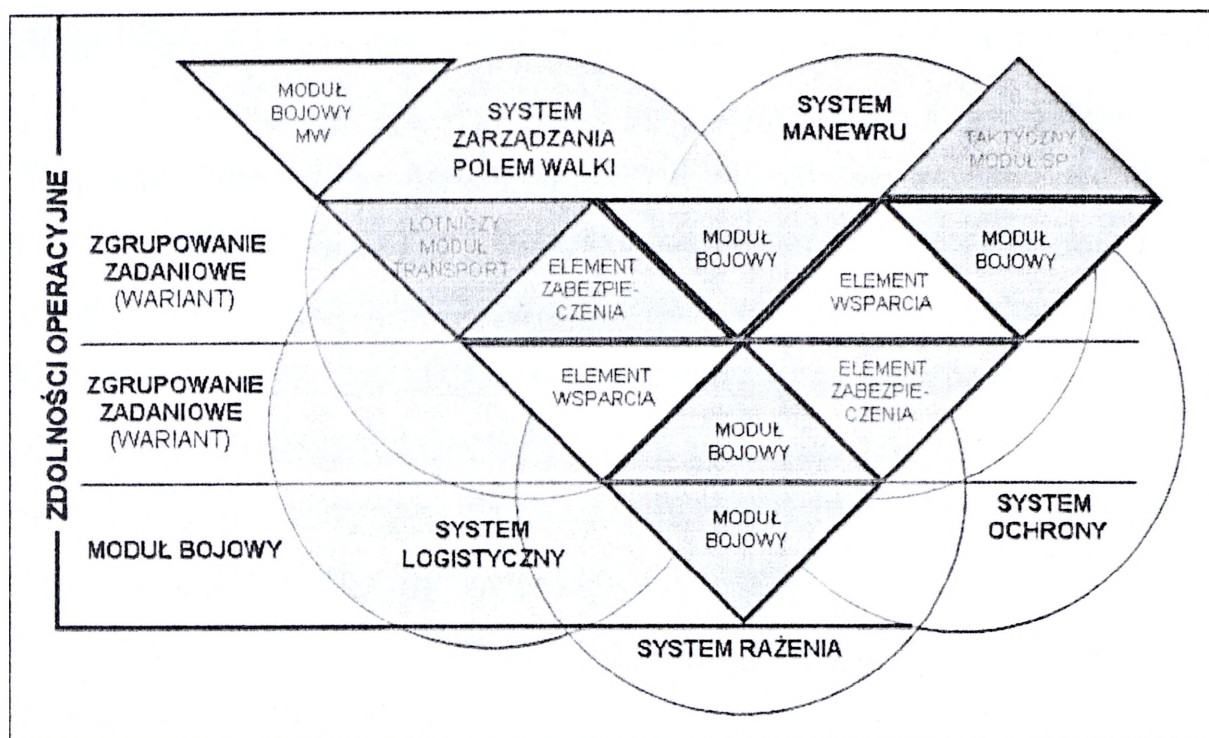 ZDOLNOŚCI OPERACYJNE
MODUŁ
BOJOWY
MW
SYSTEM
ZARZĄDZANIA
POLEM WALKI
SYSTEM
MANEWRU
TAKTYCZNY
MODUŁ SP
ZGRUPOWANIE
ZADANIOWE
(WARIANT)
LOTNICZY
MODUŁ
TRANSPORT-
ELEMENT
ZABEZPIE-
CZENIA
MODUŁ
BOJOWY
ELEMENT
WSPARCIA
MODUŁ
BOJOWY
ZGRUPOWANIE
ZADANIOWE
(WARIANT)
ELEMENT
WSPARCIA
MODUŁ
BOJOWY
ELEMENT
ZABEZPIE-
CZENIA
MODUŁ BOJOWY
SYSTEM
LOGISTYCZNY
MODUŁ
BOJOWY
SYSTEM
OCHRONY
SYSTEM RAŻENIA